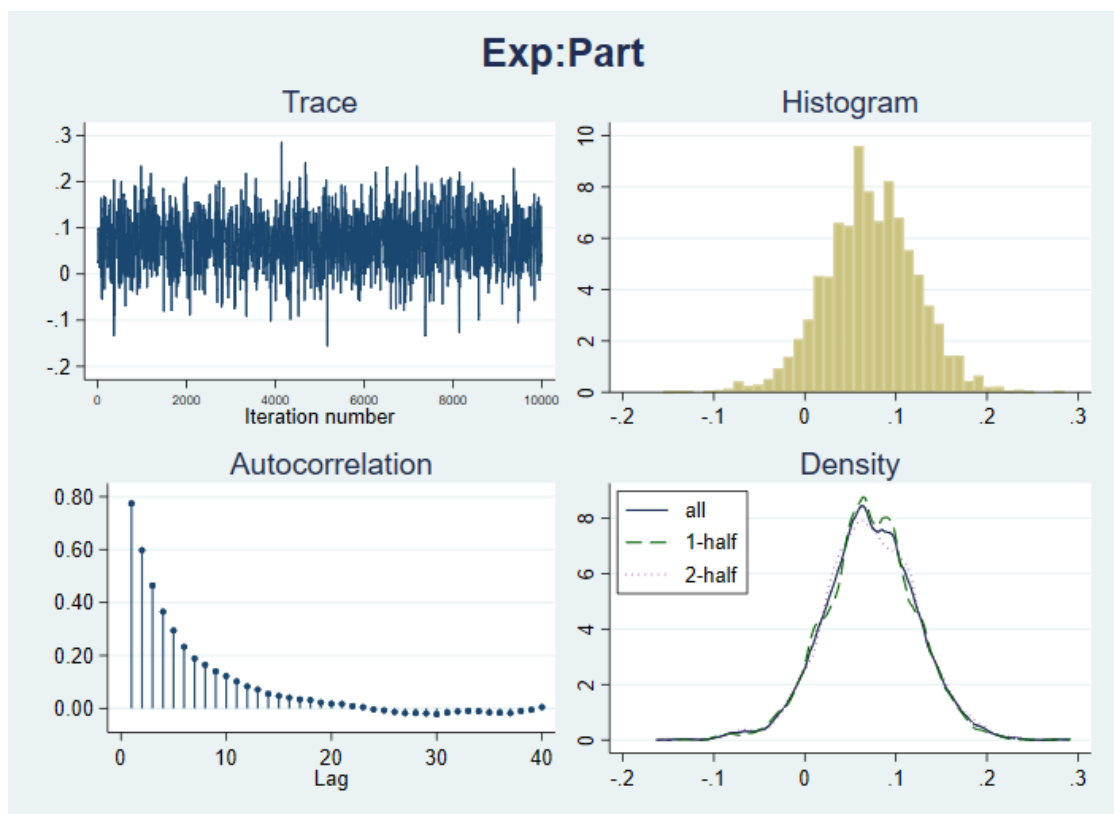 Exp:Part
Trace
.3
.2
.1
0
-.1
-.2
0 2000 4000 6000 8000 10000
Iteration number
Histogram
10
8
6
4
2
0
-.2 -.1 0 .1 .2 .3
Autocorrelation
0.80
0.60
0.40
0.20
0.00
0 10 20 30 40
Lag
Density
all
1-half
2-half
8
6
4
2
0
-.2 -.1 0 .1 .2 .3